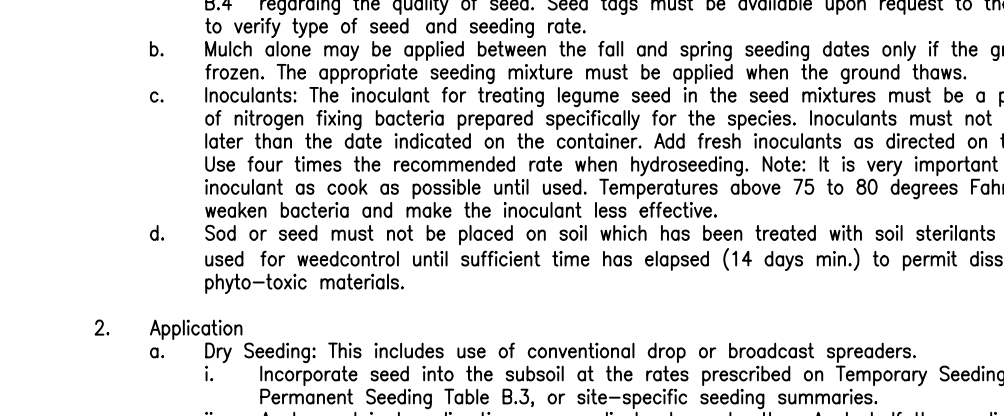 B.4 regarding the quality of seed. Seed tags must be available upon request to
to verify type of seed and seeding rate.
b. Mulch alone may be applied between the fall and spring seeding dates only if the
frozen. The appropriate seeding mixture must be applied when the ground thaws.
c. Inoculants: The inoculant for treating legume seed in the seed mixtures must be a
of nitrogen fixing bacteria prepared specifically for the species. Inoculants must not
later than the date indicated on the container. Add fresh inoculants as directed on
Use four times the recommended rate when hydroseeding. Note: It is very important
inoculant as cook as possible until used. Temperatures above 75 to 80 degrees
weaken bacteria and make the inoculant less effective.
d. Sod or seed must not be placed on soil which has been treated with soil sterilants
used for weedcontrol until sufficient time has elapsed (14 days min.) to permit
phyto-toxic materials.
2. Application
a. Dry Seeding: This includes use of conventional drop or broadcast spreaders.
i. Incorporate seed into the subsoil at the rates prescribed on Temporary Seeding
Permanent Seeding Table B.3, or site-specific seeding summaries.